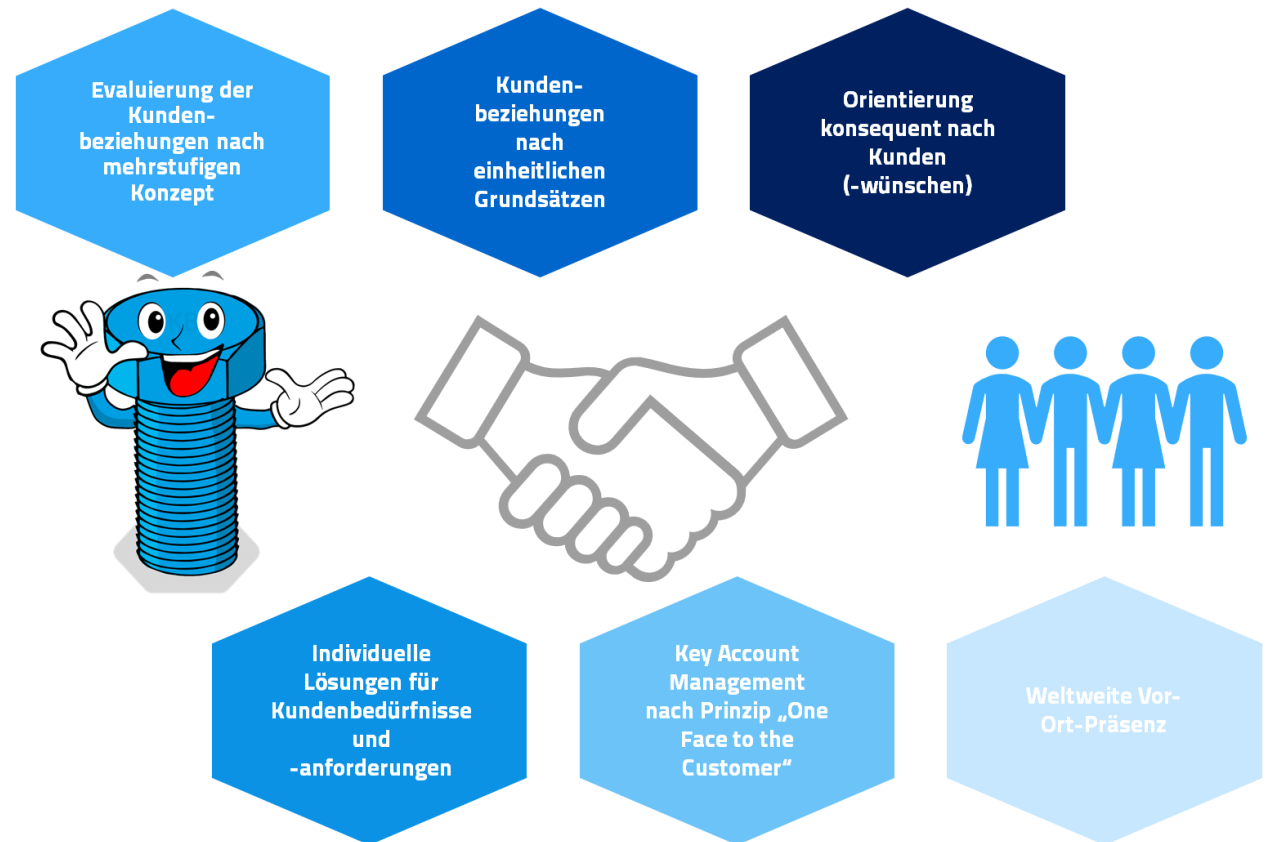 Evaluierung der
Kunden-
beziehungen nach
mehrstufigen
Konzept
Kunden-
beziehungen
nach
einheitlichen
Grundsätzen
Orientierung
konsequent nach
Kunden
(-wünschen)
Individuelle
Lösungen für
Kundenbedürfnisse
und
-anforderungen
Key Account
Management
nach Prinzip „One
Face to the
Customer“
Weltweite Vor-
Ort-Präsenz